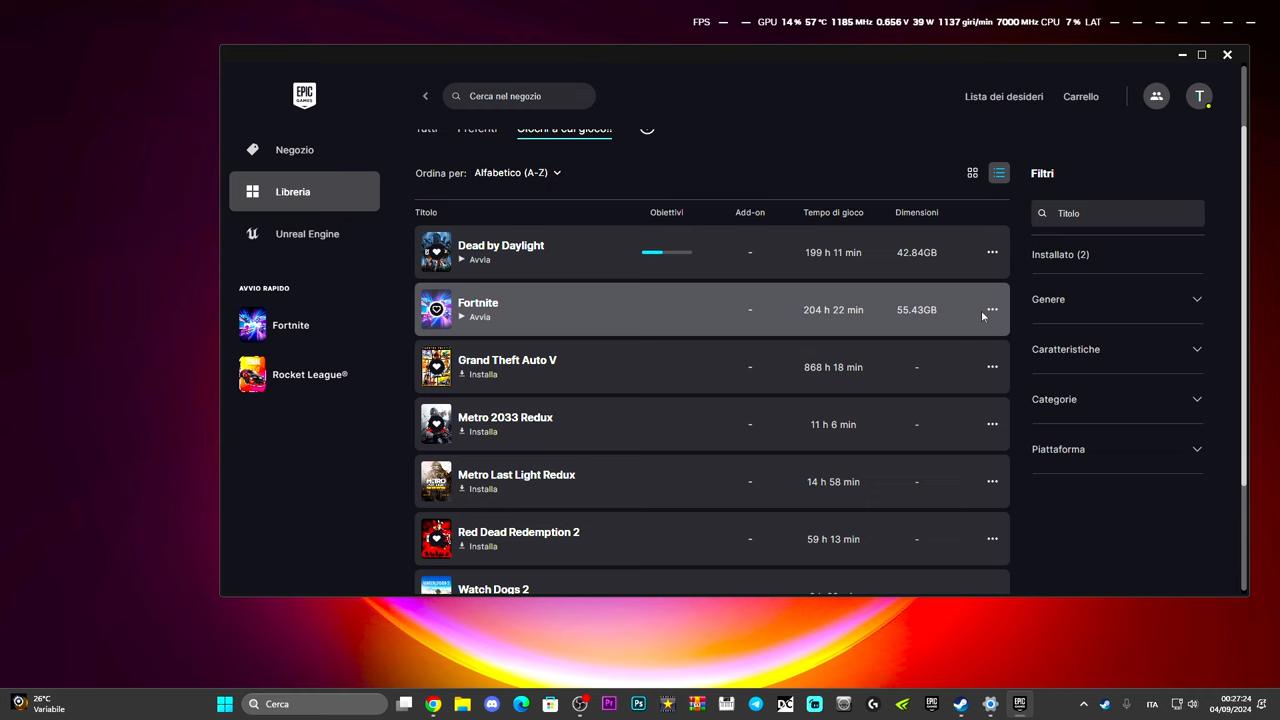 FPS — — GPU 14 % 57 °C 1185 MHz 0.656 V 39 W 1137 giri/min 7000 MHz CPU 7 % LAT — — — — — — —
EPIC GAMES
Cerca nel negozio
Lista dei desideri
Carrello
T
Negozio
Libreria
Unreal Engine
AVVIO RAPIDO
Fortnite
Rocket League®
Tutti
Preferiti
Giochi a cui gioco!!
Ordina per: Alfabetico (A-Z)
Titolo Obiettivi Add-on Tempo di gioco Dimensioni
Dead by Daylight
Avvia
- 199 h 11 min 42.84GB
Fortnite
Avvia
- 204 h 22 min 55.43GB
Grand Theft Auto V
Installa
- 868 h 18 min -
Metro 2033 Redux
Installa
- 11 h 6 min -
Metro Last Light Redux
Installa
- 14 h 58 min -
Red Dead Redemption 2
Installa
- 59 h 13 min -
Watch Dogs 2
Filtri
Titolo
Installato (2)
Genere
Caratteristiche
Categorie
Piattaforma
26°C
Variabile
Cerca
ITA
00:27:24
04/09/2024